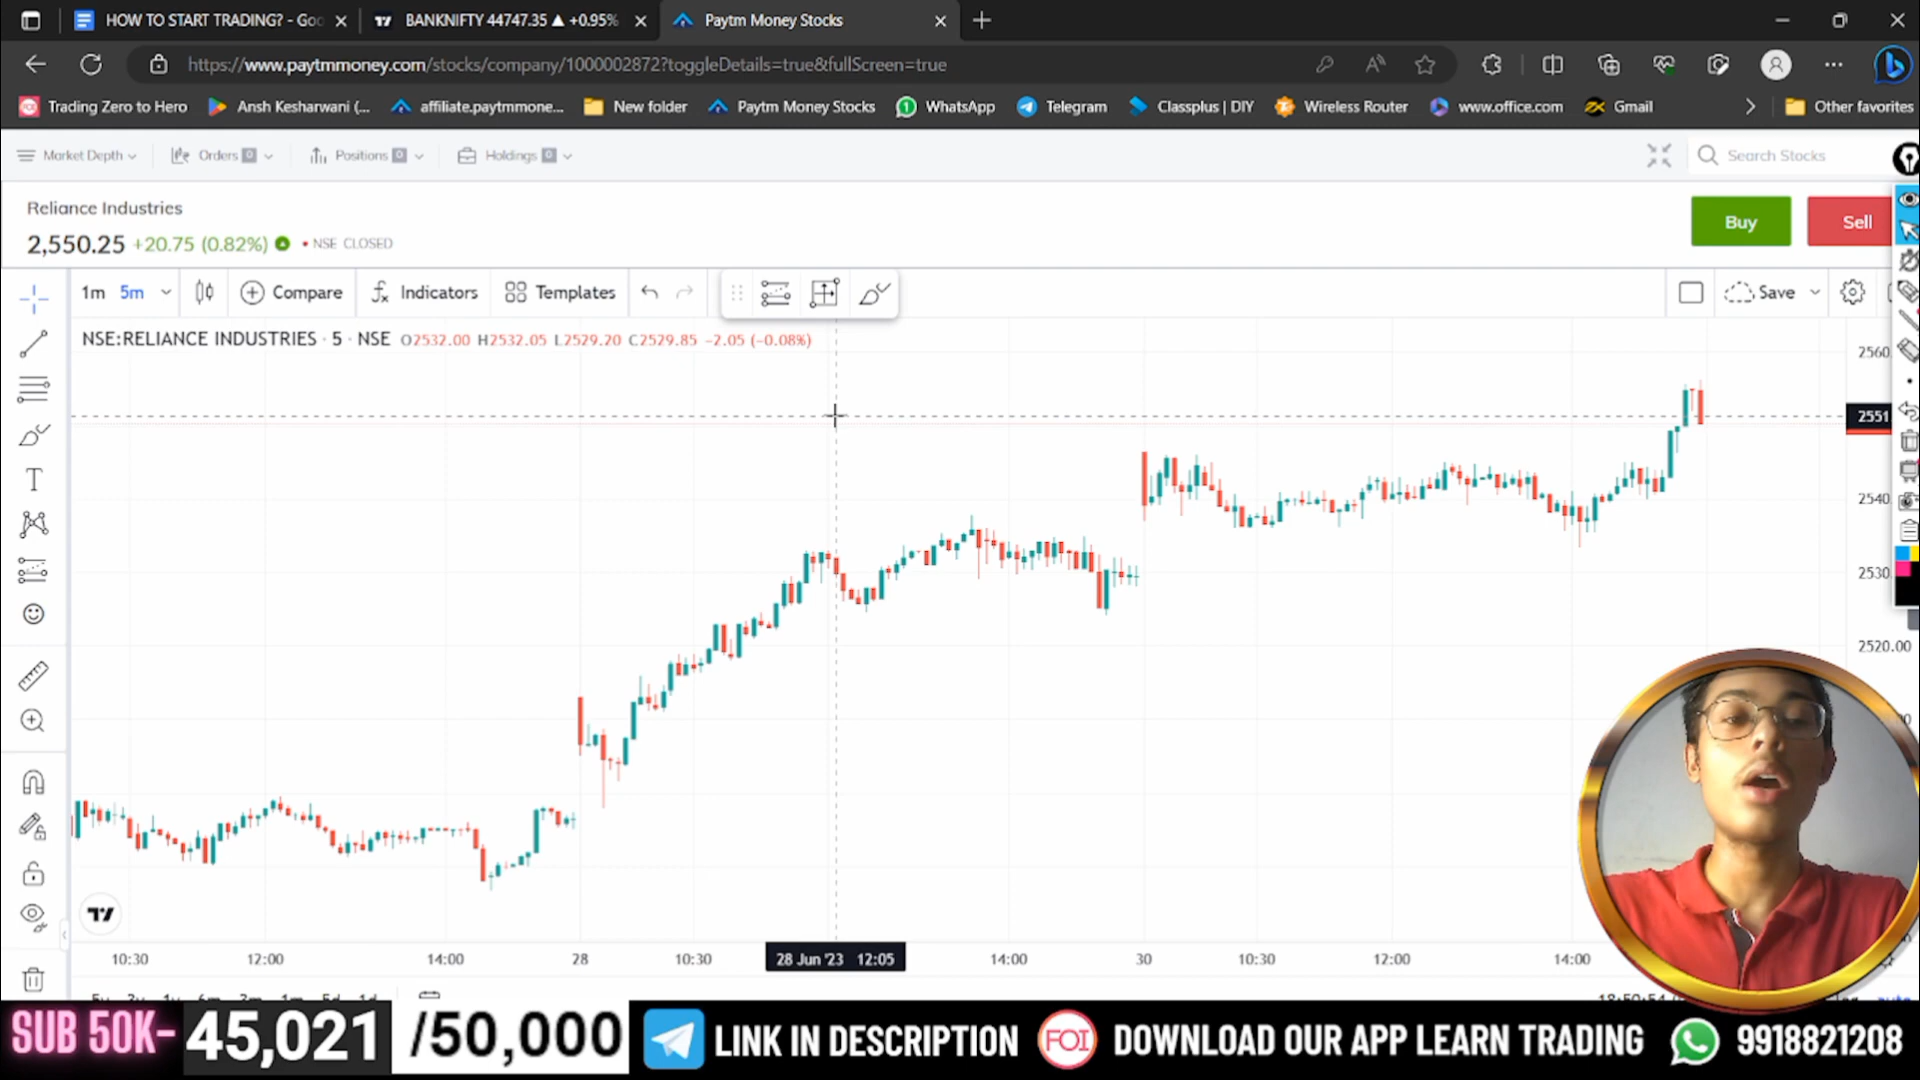 HOW TO START TRADING? - Goo
BANKNIFTY 44747.35 ▲ +0.95%
Paytm Money Stocks
https://www.paytmmoney.com/stocks/company/1000002872?toggleDetails=true&fullScreen=true
Trading Zero to Hero
Ansh Kesharwani (...
affiliate.paytmmone...
New folder
Paytm Money Stocks
WhatsApp
Telegram
Classplus | DIY
Wireless Router
www.office.com
Gmail
Other favorites
Market Depth
Orders 0
Positions 0
Holdings 0
Search Stocks
Reliance Industries
2,550.25 +20.75 (0.82%) • NSE CLOSED
Buy
Sell
1m 5m
Compare
Indicators
Templates
Save
NSE:RELIANCE INDUSTRIES · 5 · NSE O2532.00 H2532.05 L2529.20 C2529.85 -2.05 (-0.08%)
2560.
2551
2540.
2530.
2520.00
10:30 12:00 14:00 28 10:30 28 Jun '23 12:05 14:00 30 10:30 12:00 14:00
SUB 50K- 45,021 /50,000 LINK IN DESCRIPTION FOI DOWNLOAD OUR APP LEARN TRADING 9918821208